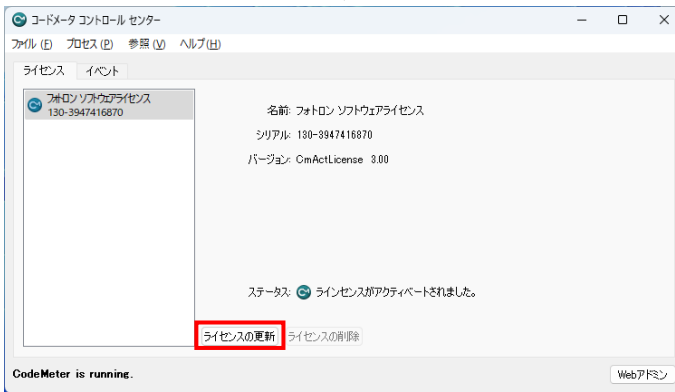 コードメータ コントロール センター
ファイル (F) プロセス (P) 参照 (V) ヘルプ(H)
ライセンス イベント
フォトロン ソフトウェアライセンス
130-3947416870
名前: フォトロン ソフトウェアライセンス
シリアル: 130-3947416870
バージョン: CmActLicense 3.00
ステータス: ラインセンスがアクティベートされました。
ライセンスの更新 ライセンスの削除
CodeMeter is running. Webアドミン